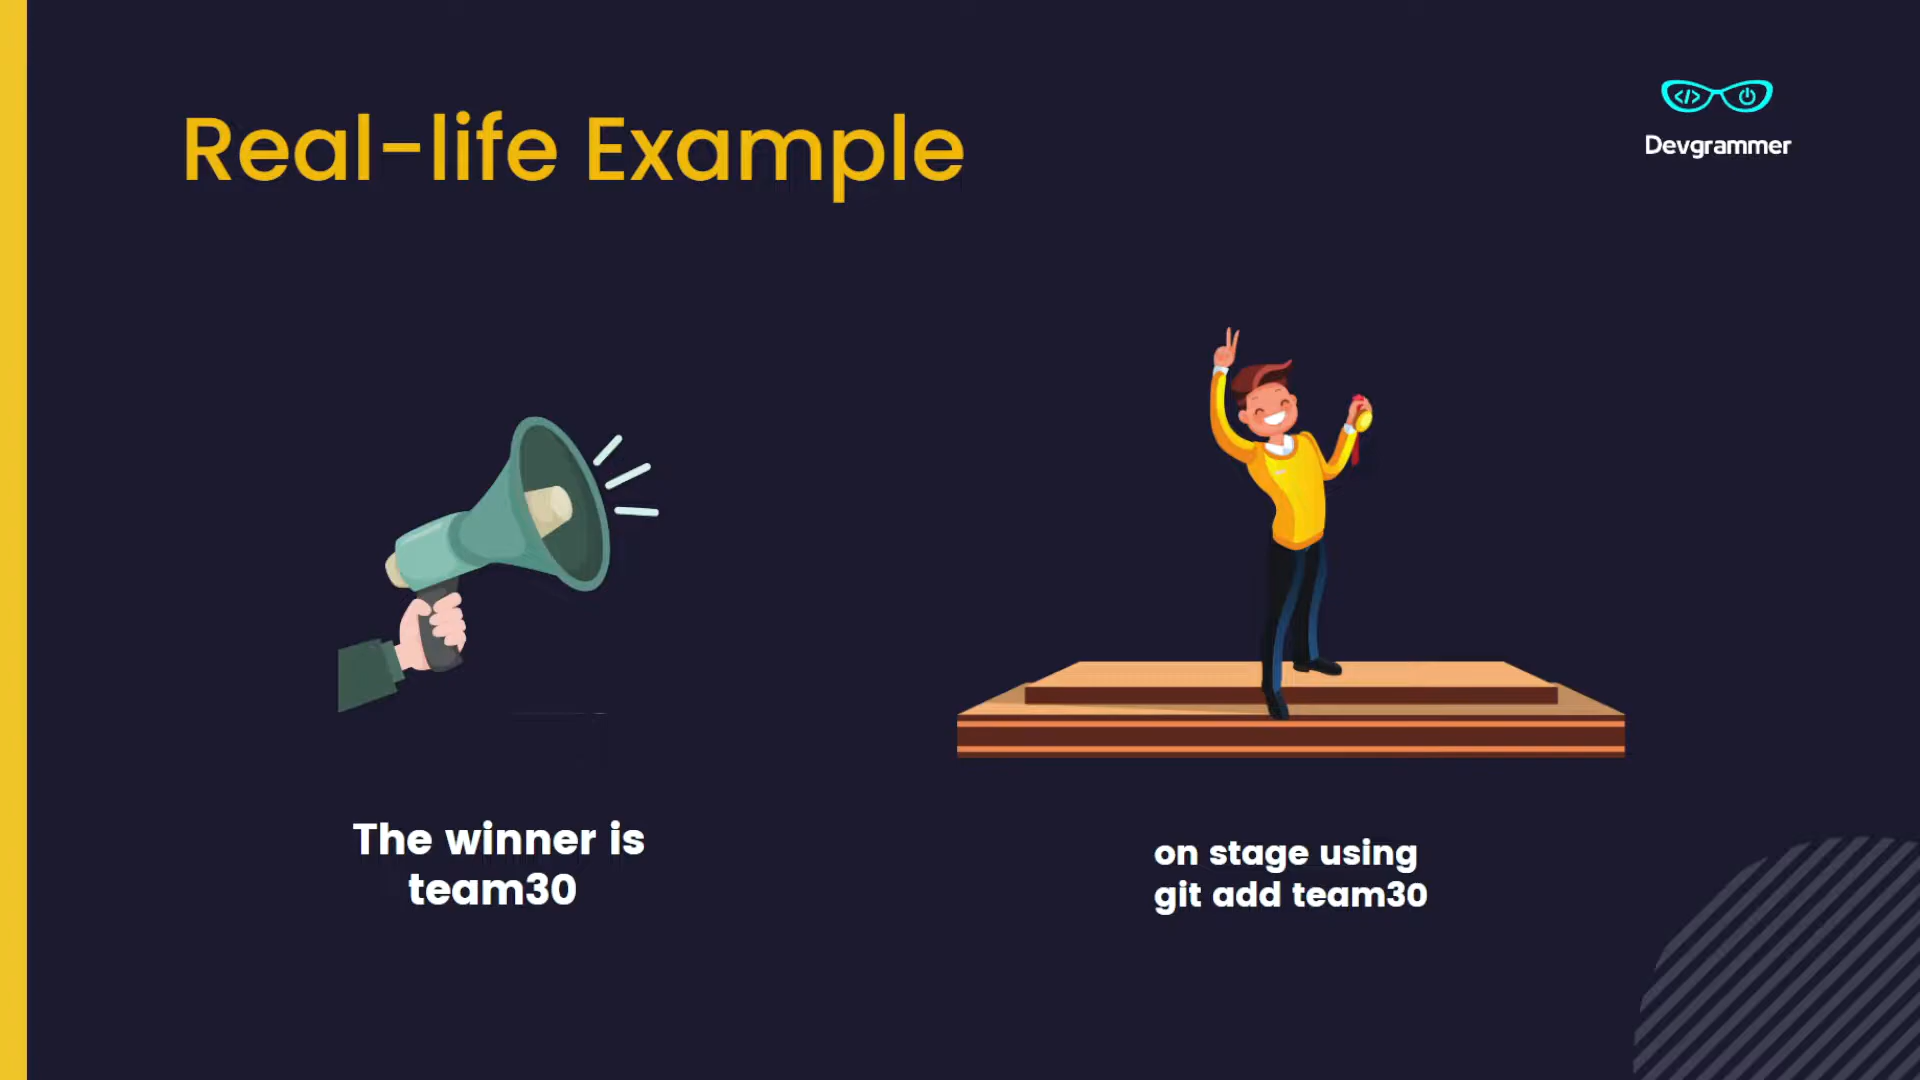 Real-life Example
</>
Devgrammer
The winner is
team30
on stage using
git add team30